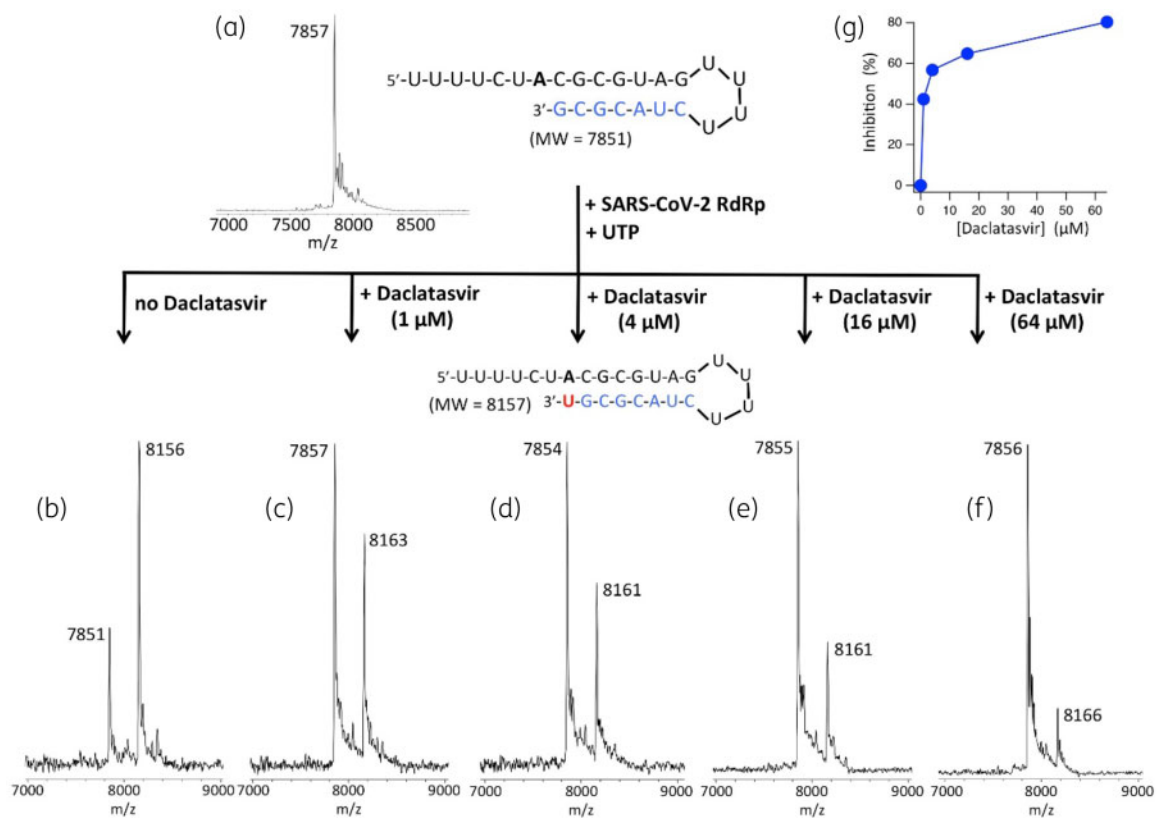 (a)
7857
7000 7500 8000 8500
m/z
5'-U-U-U-U-C-U-A-C-G-C-G-U-A-G U U
3'-G-C-G-C-A-U-C U U
(MW = 7851)
(g)
Inhibition (%)
80
60
40
20
0
0 10 20 30 40 50 60
[Daclatasvir] (µM)
+ SARS-CoV-2 RdRp
+ UTP
no Daclatasvir
+ Daclatasvir
(1 µM)
+ Daclatasvir
(4 µM)
+ Daclatasvir
(16 µM)
+ Daclatasvir
(64 µM)
5'-U-U-U-U-C-U-A-C-G-C-G-U-A-G U U
(MW = 8157) 3'-U-G-C-G-C-A-U-C U U
(b)
7851
8156
7000 8000 9000
m/z
(c)
7857
8163
7000 8000 9000
m/z
(d)
7854
8161
7000 8000 9000
m/z
(e)
7855
8161
7000 8000 9000
m/z
(f)
7856
8166
7000 8000 9000
m/z